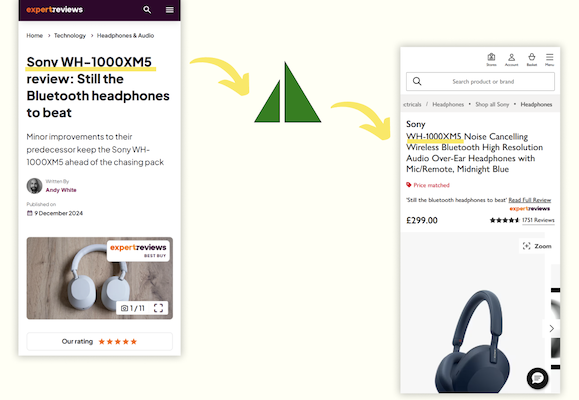 expertreviews
Home > Technology > Headphones & Audio
Sony WH-1000XM5
review: Still the
Bluetooth headphones
to beat
Minor improvements to their
predecessor keep the Sony WH-
1000XM5 ahead of the chasing pack
Written By
Andy White
Published on
9 December 2024
expertreviews
BEST BUY
1 / 11
Our rating
Stores
Account
Basket
Menu
Search product or brand
ctricals / Headphones • Shop all Sony • Headphones
Sony
WH-1000XM5 Noise Cancelling
Wireless Bluetooth High Resolution
Audio Over-Ear Headphones with
Mic/Remote, Midnight Blue
Price matched
'Still the bluetooth headphones to beat' Read Full Review
expertreviews
£299.00
1751 Reviews
Zoom